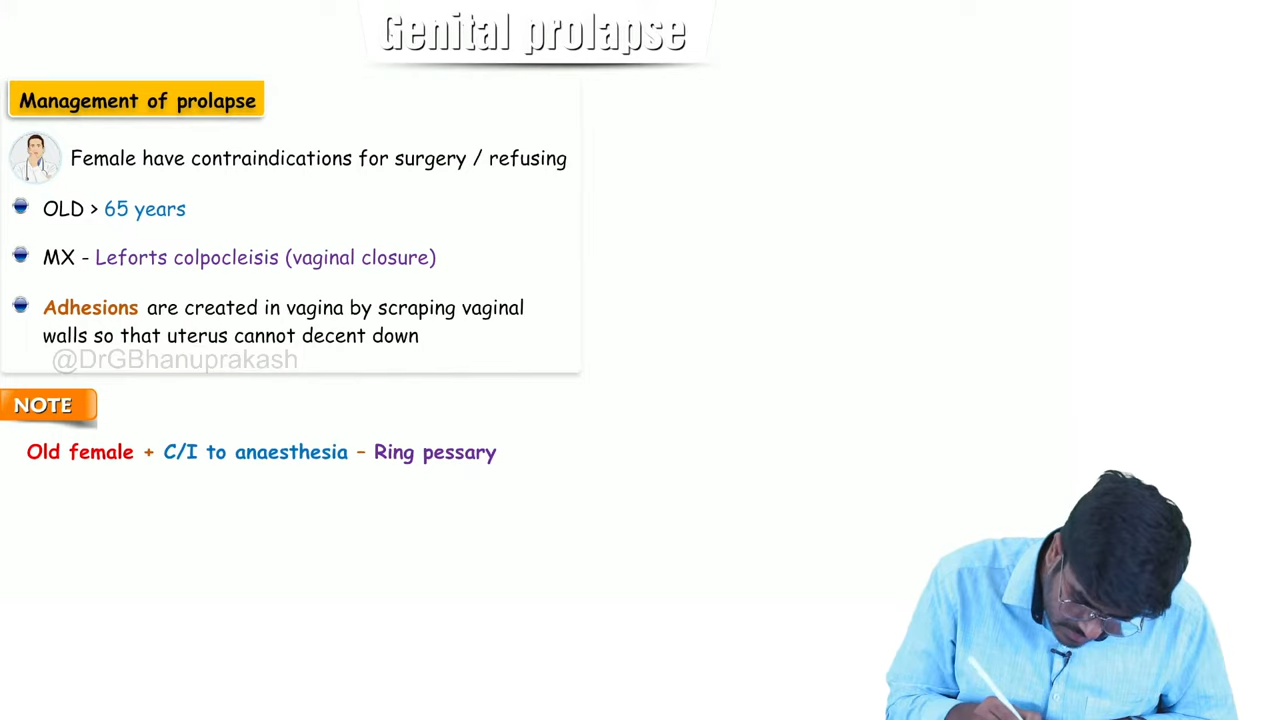 Genital prolapse
Management of prolapse
Female have contraindications for surgery / refusing
OLD > 65 years
MX - Leforts colpocleisis (vaginal closure)
Adhesions are created in vagina by scraping vaginal
walls so that uterus cannot decent down
@DrGBhanuprakash
NOTE
Old female + C/I to anaesthesia - Ring pessary